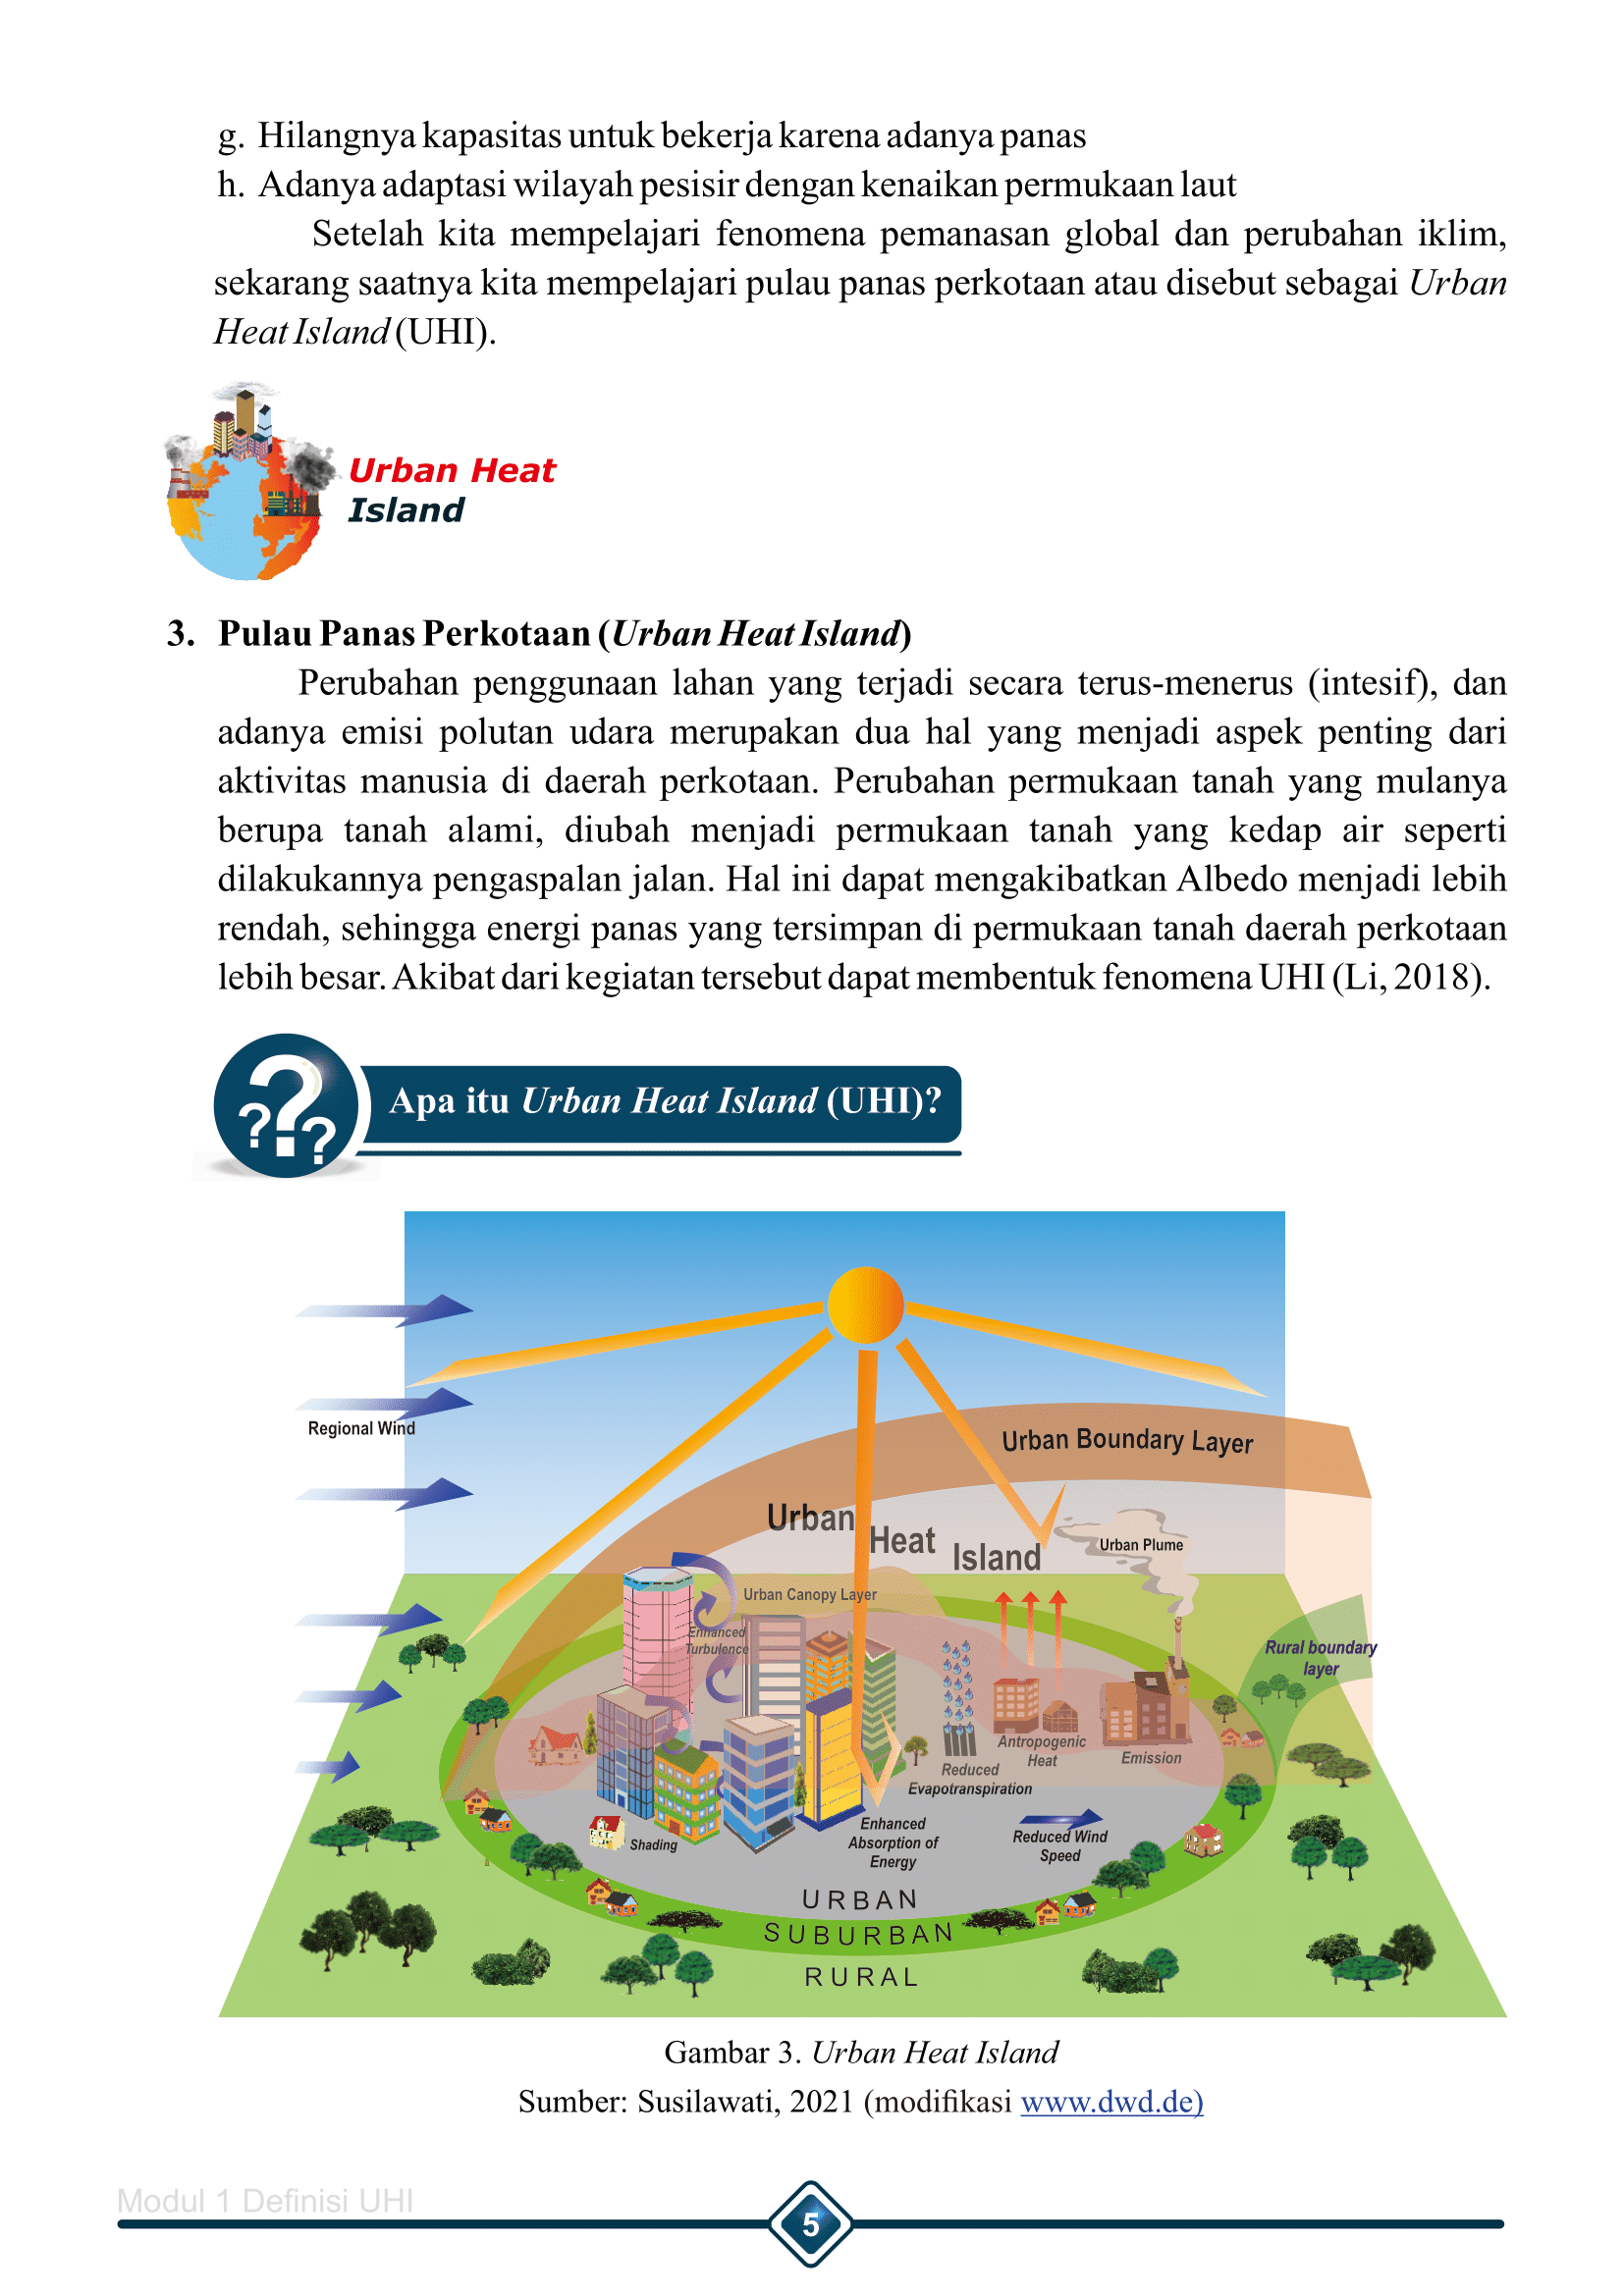 g. Hilangnya kapasitas untuk bekerja karena adanya panas
h. Adanya adaptasi wilayah pesisir dengan kenaikan permukaan laut
Setelah kita mempelajari fenomena pemanasan global dan perubahan iklim,
sekarang saatnya kita mempelajari pulau panas perkotaan atau disebut sebagai Urban
Heat Island (UHI).
Urban Heat
Island
3. Pulau Panas Perkotaan (Urban Heat Island)
Perubahan penggunaan lahan yang terjadi secara terus-menerus (intesif), dan
adanya emisi polutan udara merupakan dua hal yang menjadi aspek penting dari
aktivitas manusia di daerah perkotaan. Perubahan permukaan tanah yang mulanya
berupa tanah alami, diubah menjadi permukaan tanah yang kedap air seperti
dilakukannya pengaspalan jalan. Hal ini dapat mengakibatkan Albedo menjadi lebih
rendah, sehingga energi panas yang tersimpan di permukaan tanah daerah perkotaan
lebih besar. Akibat dari kegiatan tersebut dapat membentuk fenomena UHI (Li, 2018).
???
Apa itu Urban Heat Island (UHI)?
Regional Wind
Urban Boundary Layer
Urban Heat Island
Urban Plume
Urban Canopy Layer
Enhanced
Turbulence
Rural boundary
layer
Antropogenic
Heat
Emission
Reduced
Evapotranspiration
Enhanced
Absorption of
Energy
Reduced Wind
Speed
Shading
URBAN
SUBURBAN
RURAL
Gambar 3. Urban Heat Island
Sumber: Susilawati, 2021 (modifikasi www.dwd.de)
Modul 1 Definisi UHI
5